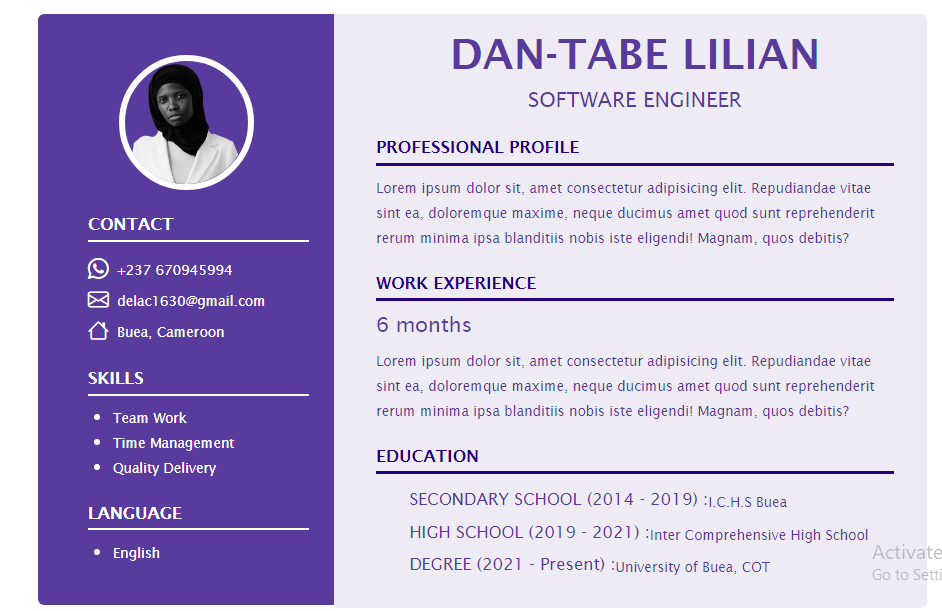 CONTACT
+237 670945994
delac1630@gmail.com
Buea, Cameroon
SKILLS
Team Work
Time Management
Quality Delivery
LANGUAGE
English
DAN-TABE LILIAN
SOFTWARE ENGINEER
PROFESSIONAL PROFILE
Lorem ipsum dolor sit, amet consectetur adipisicing elit. Repudiandae vitae
sint ea, doloremque maxime, neque ducimus amet quod sunt reprehenderit
rerum minima ipsa blanditiis nobis iste eligendi! Magnam, quos debitis?
WORK EXPERIENCE
6 months
Lorem ipsum dolor sit, amet consectetur adipisicing elit. Repudiandae vitae
sint ea, doloremque maxime, neque ducimus amet quod sunt reprehenderit
rerum minima ipsa blanditiis nobis iste eligendi! Magnam, quos debitis?
EDUCATION
SECONDARY SCHOOL (2014 - 2019) :I.C.H.S Buea
HIGH SCHOOL (2019 - 2021) :Inter Comprehensive High School
DEGREE (2021 - Present) :University of Buea, COT
Activate
Go to Setti